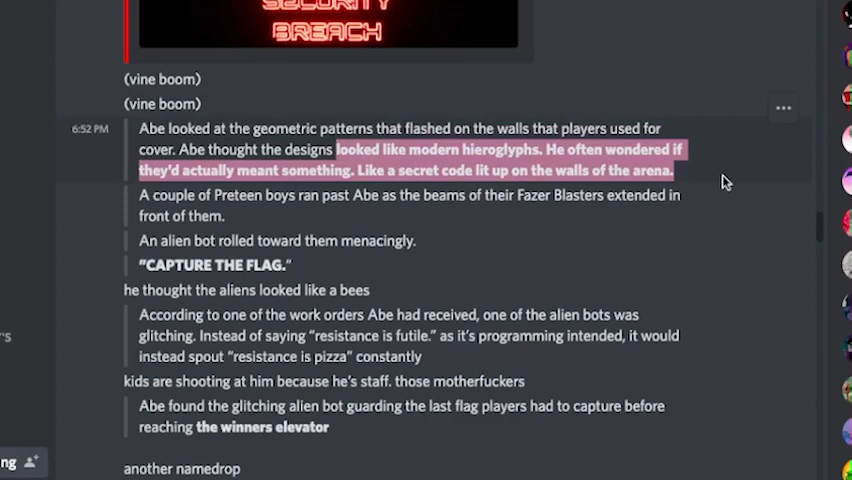 SECURITY
BREACH
(vine boom)
(vine boom)
6:52 PM
Abe looked at the geometric patterns that flashed on the walls that players used for
cover. Abe thought the designs looked like modern hieroglyphs. He often wondered if
they'd actually meant something. Like a secret code lit up on the walls of the arena.
A couple of Preteen boys ran past Abe as the beams of their Fazer Blasters extended in
front of them.
An alien bot rolled toward them menacingly.
"CAPTURE THE FLAG."
he thought the aliens looked like a bees
According to one of the work orders Abe had received, one of the alien bots was
glitching. Instead of saying "resistance is futile." as it's programming intended, it would
instead spout "resistance is pizza" constantly
kids are shooting at him because he's staff. those motherfuckers
Abe found the glitching alien bot guarding the last flag players had to capture before
reaching the winners elevator
another namedrop
's
ng